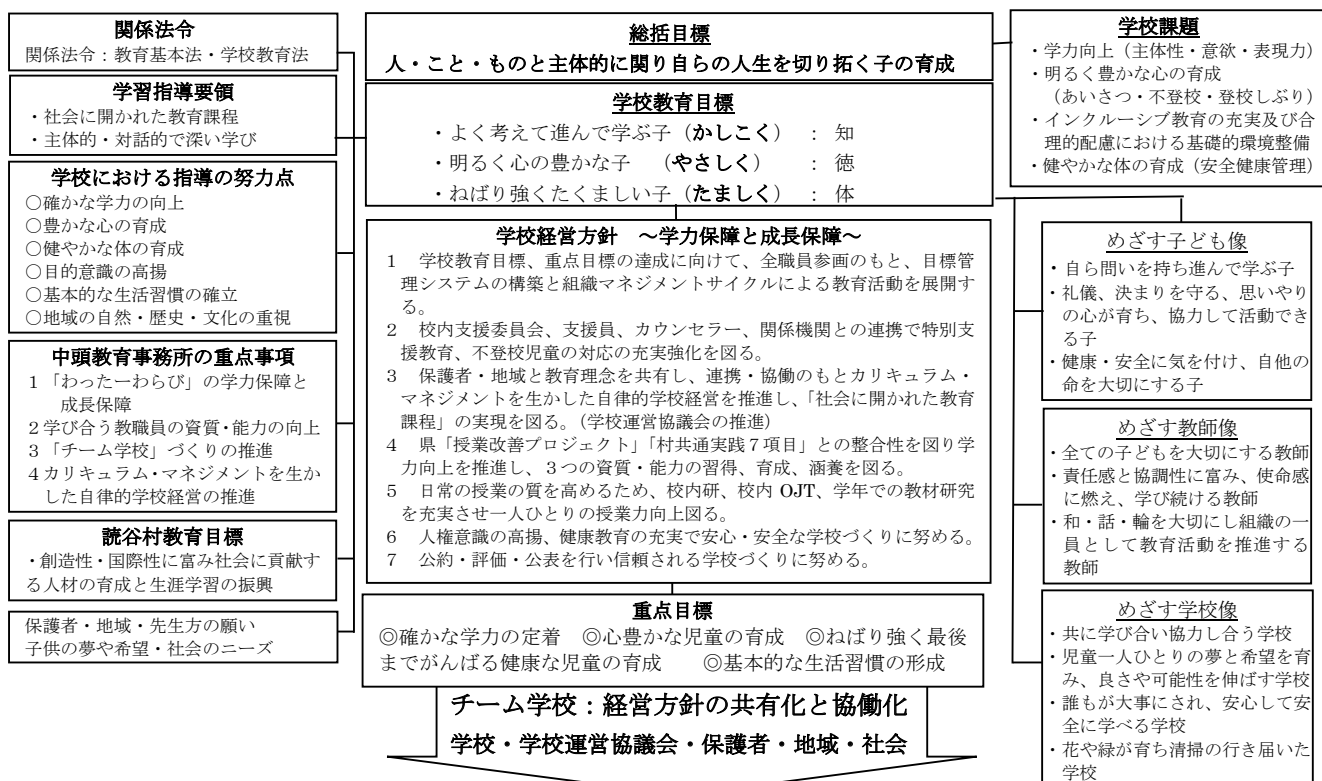 関係法令
関係法令：教育基本法・学校教育法
学習指導要領
・社会に開かれた教育課程
・主体的・対話的で深い学び
学校における指導の努力点
○確かな学力の向上
○豊かな心の育成
○健やかな体の育成
○目的意識の高揚
○基本的な生活習慣の確立
○地域の自然・歴史・文化の重視
中頭教育事務所の重点事項
１「わったーわらび」の学力保障と
成長保障
２学び合う教職員の資質・能力の向上
３「チーム学校」づくりの推進
４カリキュラム・マネジメントを生か
した自律的学校経営の推進
読谷村教育目標
・創造性・国際性に富み社会に貢献す
る人材の育成と生涯学習の振興
保護者・地域・先生方の願い
子供の夢や希望・社会のニーズ
総括目標
人・こと・ものと主体的に関り自らの人生を切り拓く子の育成
学校教育目標
・よく考えて進んで学ぶ子（かしこく） ： 知
・明るく心の豊かな子 （やさしく） ： 徳
・ねばり強くたくましい子（たましく） ： 体
学校経営方針 ～学力保障と成長保障～
１ 学校教育目標、重点目標の達成に向けて、全職員参画のもと、目標管
理システムの構築と組織マネジメントサイクルによる教育活動を展開す
る。
２ 校内支援委員会、支援員、カウンセラー、関係機関との連携で特別支
援教育、不登校児童の対応の充実強化を図る。
３ 保護者・地域と教育理念を共有し、連携・協働のもとカリキュラム・
マネジメントを生かした自律的学校経営を推進し、「社会に開かれた教育
課程」の実現を図る。（学校運営協議会の推進）
４ 県「授業改善プロジェクト」「村共通実践７項目」との整合性を図り学
力向上を推進し、３つの資質・能力の習得、育成、涵養を図る。
５ 日常の授業の質を高めるため、校内研、校内 OJT、学年での教材研究
を充実させ一人ひとりの授業力向上図る。
６ 人権意識の高揚、健康教育の充実で安心・安全な学校づくりに努める。
７ 公約・評価・公表を行い信頼される学校づくりに努める。
重点目標
◎確かな学力の定着 ◎心豊かな児童の育成 ◎ねばり強く最後
までがんばる健康な児童の育成 ◎基本的な生活習慣の形成
チーム学校：経営方針の共有化と協働化
学校・学校運営協議会・保護者・地域・社会
学校課題
・学力向上（主体性・意欲・表現力）
・明るく豊かな心の育成
（あいさつ・不登校・登校しぶり）
・インクルーシブ教育の充実及び合
理的配慮における基礎的環境整備
・健やかな体の育成（安全健康管理）
めざす子ども像
・自ら問いを持ち進んで学ぶ子
・礼儀、決まりを守る、思いやり
の心が育ち、協力して活動でき
る子
・健康・安全に気を付け、自他の
命を大切にする子
めざす教師像
・全ての子どもを大切にする教師
・責任感と協調性に富み、使命感
に燃え、学び続ける教師
・和・話・輪を大切にし組織の一
員として教育活動を推進する
教師
めざす学校像
・共に学び合い協力し合う学校
・児童一人ひとりの夢と希望を育
み、良さや可能性を伸ばす学校
・誰もが大事にされ、安心して安
全に学べる学校
・花や緑が育ち清掃の行き届いた
学校